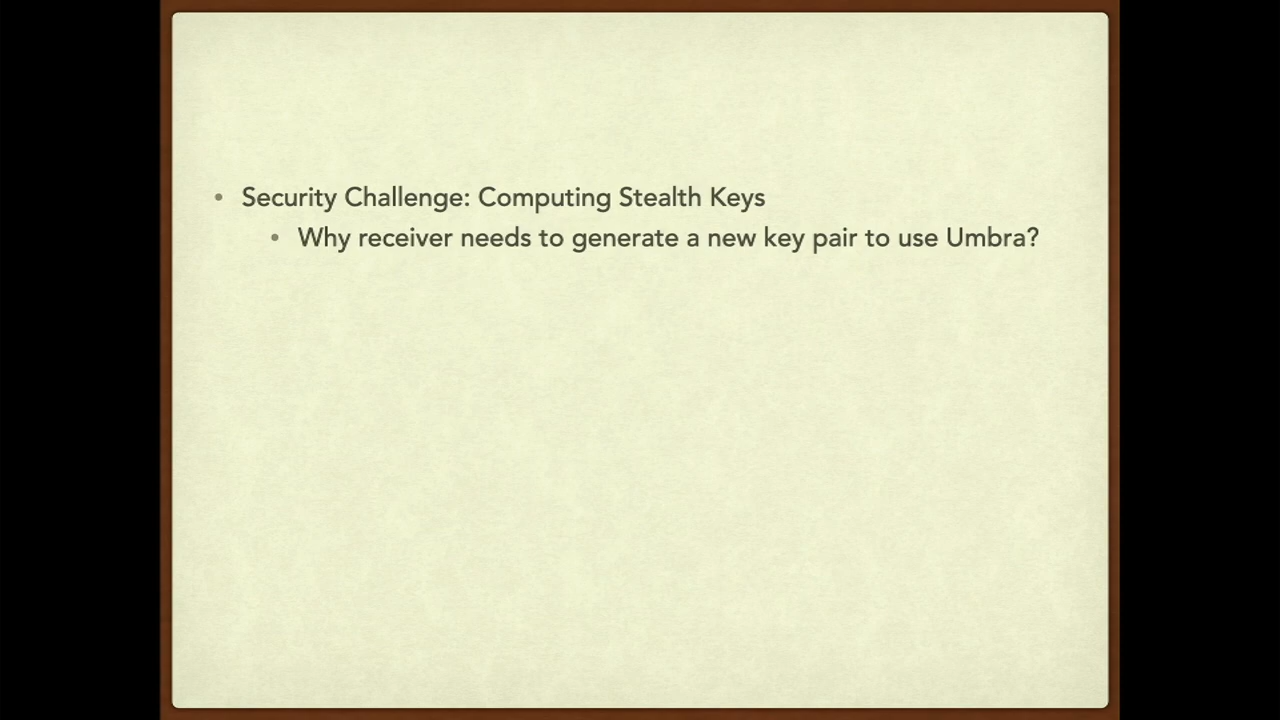 • Security Challenge: Computing Stealth Keys
• Why receiver needs to generate a new key pair to use Umbra?